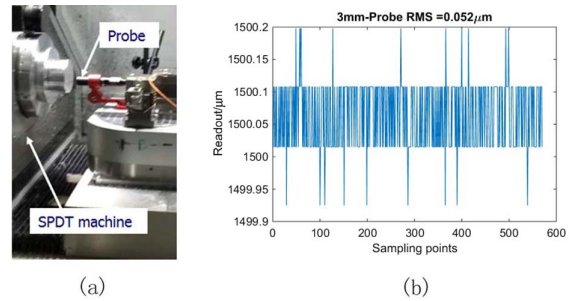 Probe
SPDT machine
(a)
3mm-Probe RMS =0.052μm
Readout/μm
1500.2
1500.15
1500.1
1500.05
1500
1499.95
1499.9
0 100 200 300 400 500 600
Sampling points
(b)